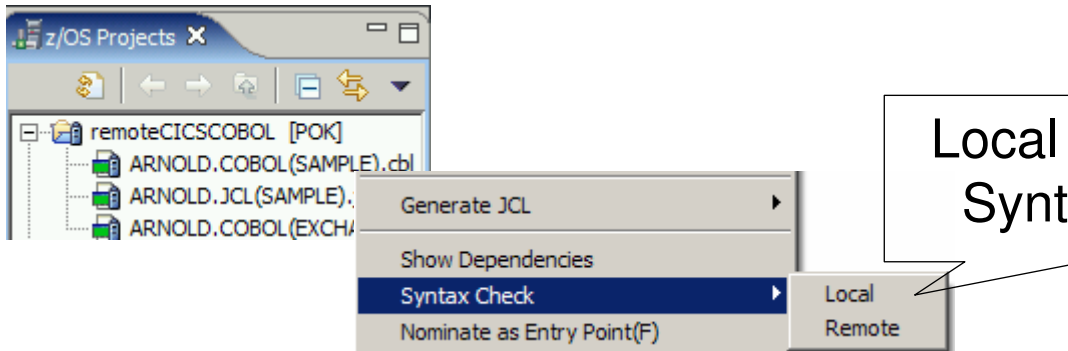 z/OS Projects
remoteCICSCOBOL [POK]
ARNOLD.COBOL(SAMPLE).cbl
ARNOLD.JCL(SAMPLE).
ARNOLD.COBOL(EXCHA
Generate JCL
Show Dependencies
Syntax Check
Nominate as Entry Point(F)
Local
Remote
Local
Synt